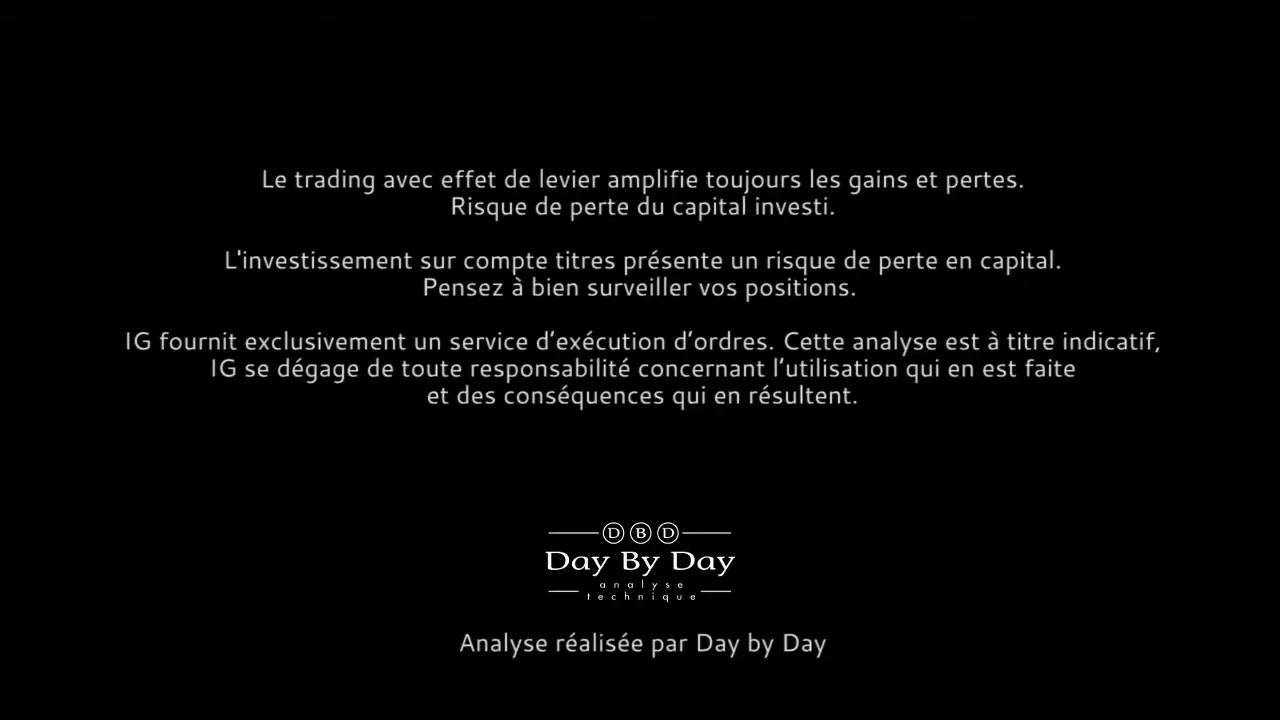 Le trading avec effet de levier amplifie toujours les gains et pertes.
Risque de perte du capital investi.
L'investissement sur compte titres présente un risque de perte en capital.
Pensez à bien surveiller vos positions.
IG fournit exclusivement un service d’exécution d’ordres. Cette analyse est à titre indicatif,
IG se dégage de toute responsabilité concernant l’utilisation qui en est faite
et des conséquences qui en résultent.
D B D
Day By Day
analyse
technique
Analyse réalisée par Day by Day